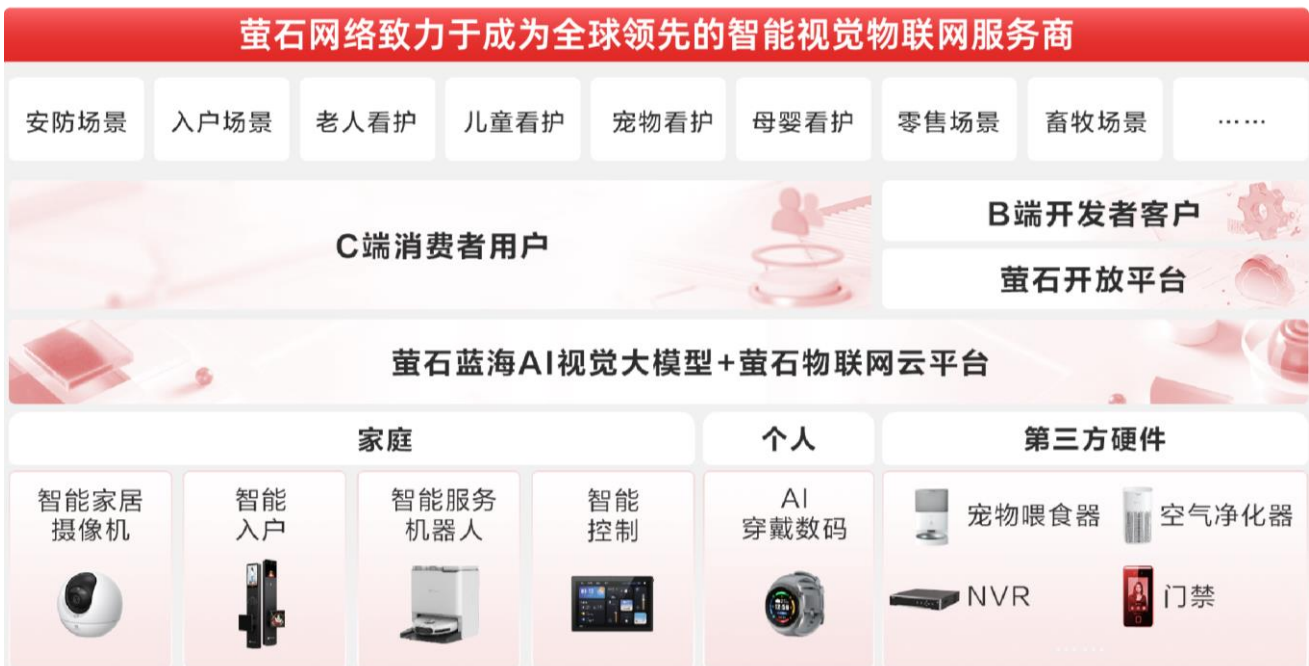 萤石网络致力于成为全球领先的智能视觉物联网服务商
安防场景
入户场景
老人看护
儿童看护
宠物看护
母婴看护
零售场景
畜牧场景
……
C端消费者用户
B端开发者客户
萤石开放平台
萤石蓝海AI视觉大模型+萤石物联网云平台
家庭
个人
第三方硬件
智能家居
摄像机
智能
入户
智能服务
机器人
智能
控制
AI
穿戴数码
宠物喂食器
空气净化器
NVR
门禁
……